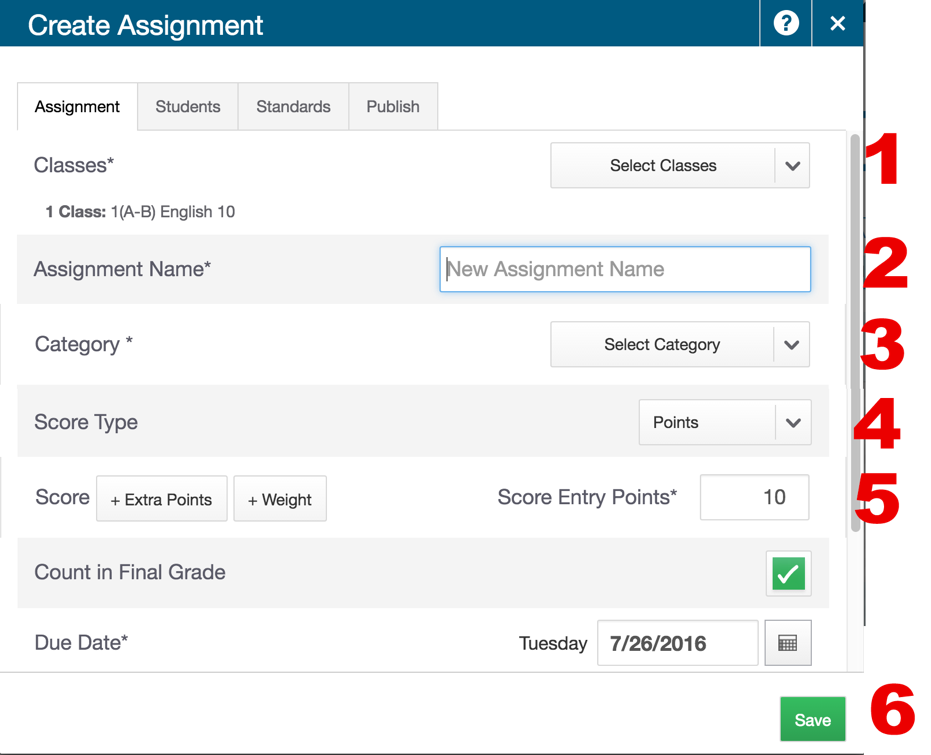 Create Assignment ? ×
Assignment Students Standards Publish
Classes* Select Classes 1
1 Class: 1(A-B) English 10
Assignment Name* New Assignment Name 2
Category * Select Category 3
Score Type Points 4
Score + Extra Points + Weight Score Entry Points* 10 5
Count in Final Grade
Due Date* Tuesday 7/26/2016
Save 6